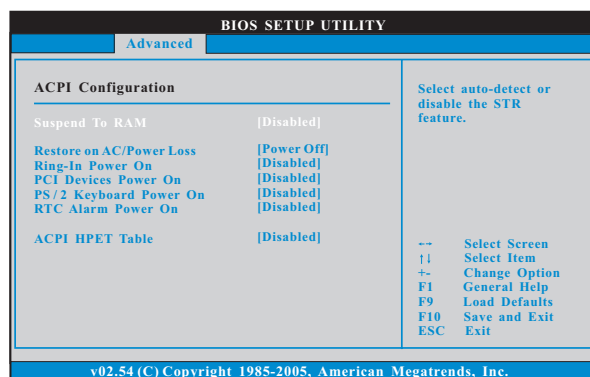 BIOS SETUP UTILITY
Advanced
ACPI Configuration
Suspend To RAM [Disabled]
Restore on AC/Power Loss [Power Off]
Ring-In Power On [Disabled]
PCI Devices Power On [Disabled]
PS/2 Keyboard Power On [Disabled]
RTC Alarm Power On [Disabled]
ACPI HPET Table [Disabled]
Select auto-detect or
disable the STR
feature.
←→ Select Screen
↑↓ Select Item
+- Change Option
F1 General Help
F9 Load Defaults
F10 Save and Exit
ESC Exit
v02.54 (C) Copyright 1985-2005, American Megatrends, Inc.